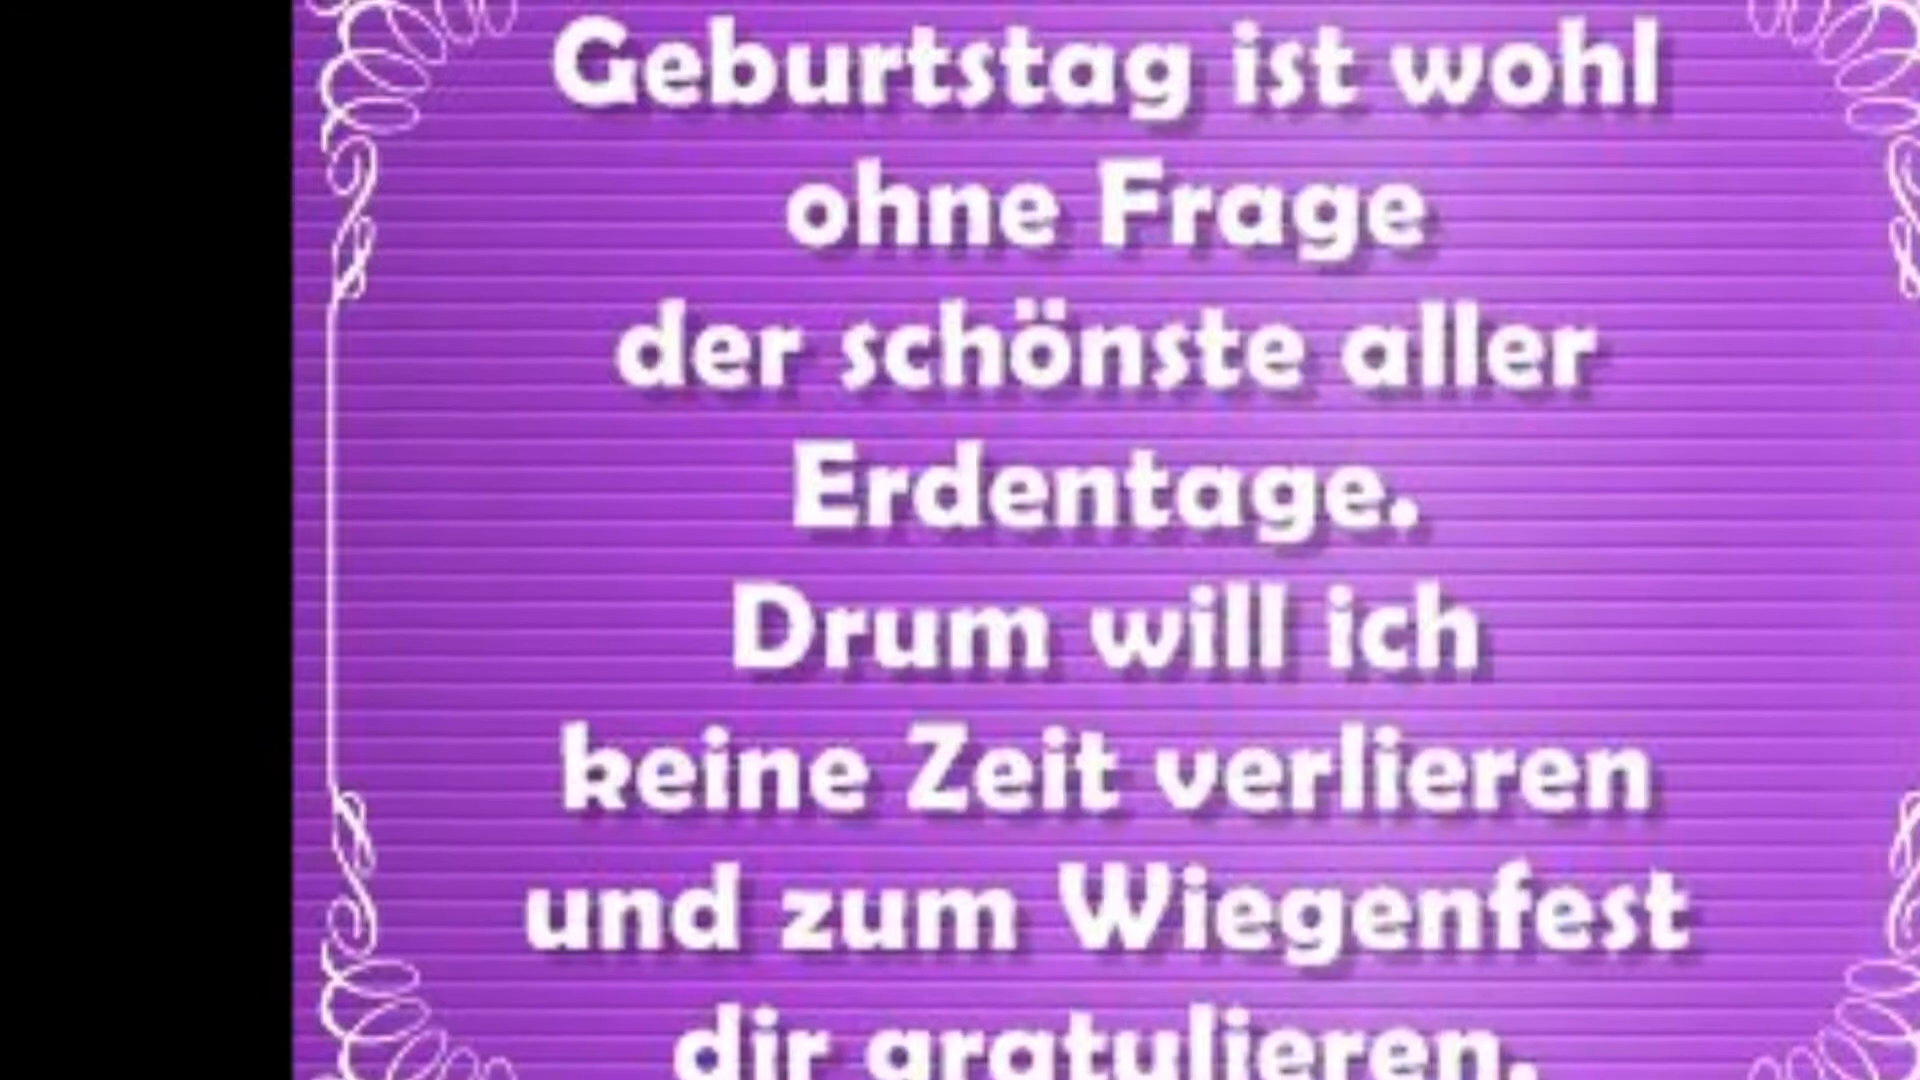 Geburtstag ist wohl
ohne Frage
der schönste aller
Erdentage.
Drum will ich
keine Zeit verlieren
und zum Wiegenfest
dir gratulieren.